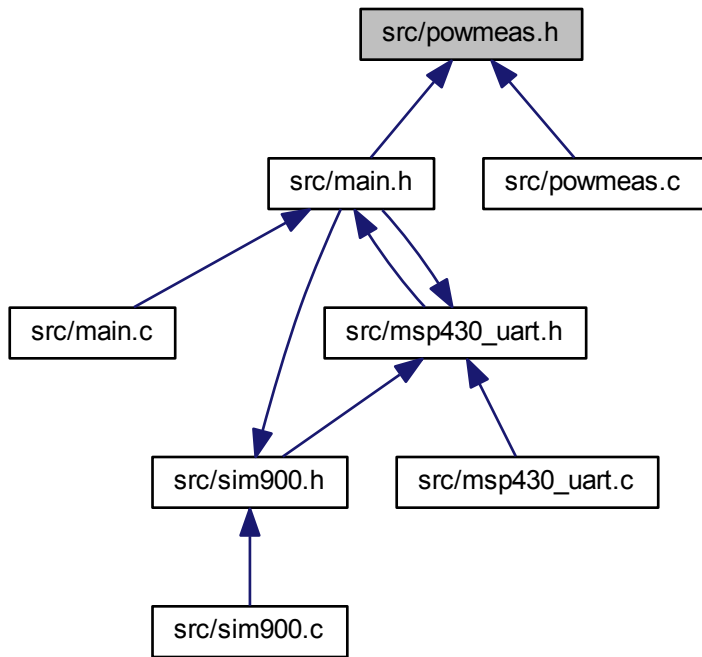 src/powmeas.h
src/main.h
src/powmeas.c
src/main.c
src/msp430_uart.h
src/sim900.h
src/msp430_uart.c
src/sim900.c